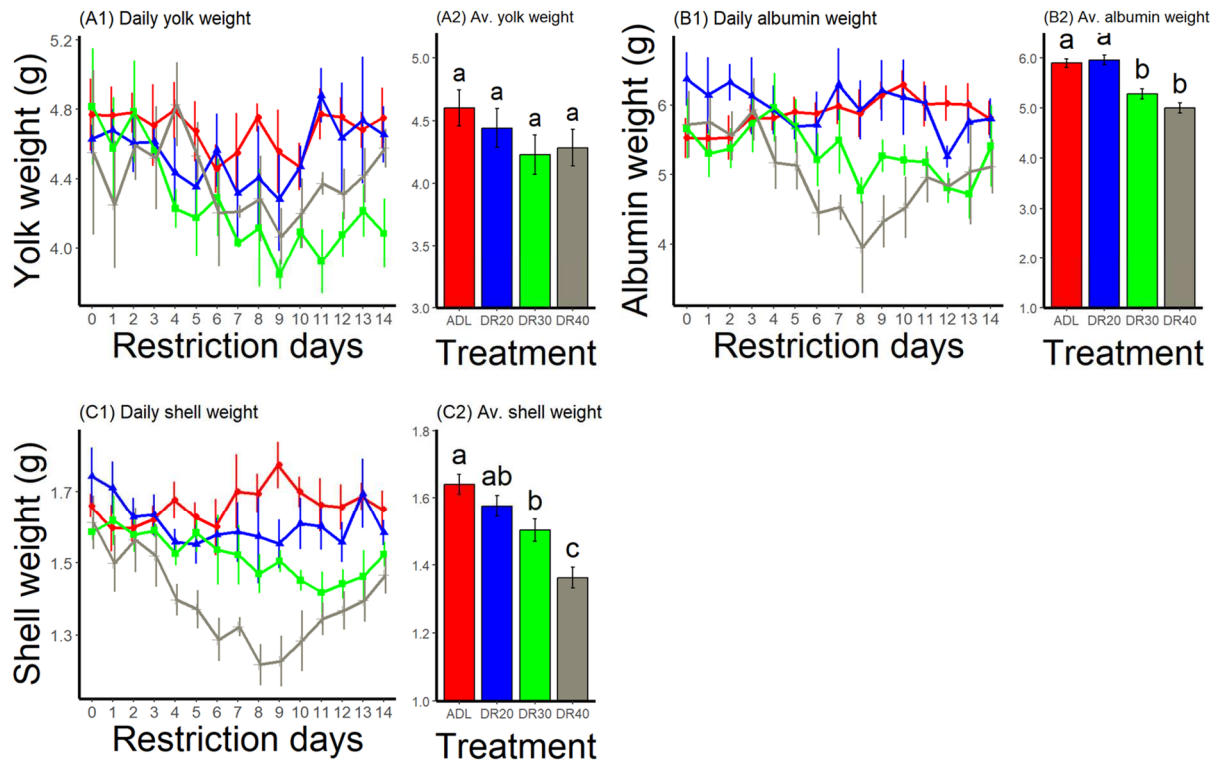 (A1) Daily yolk weight
Yolk weight (g)
5.2
4.8
4.4
4.0
0 1 2 3 4 5 6 7 8 9 10 11 12 13 14
Restriction days
(A2) Av. yolk weight
5.0
4.5
4.0
3.5
3.0
a a a a
ADL DR20 DR30 DR40
Treatment
(B1) Daily albumin weight
Albumin weight (g)
6
5
4
0 1 2 3 4 5 6 7 8 9 10 11 12 13 14
Restriction days
(B2) Av. albumin weight
6.0
5.0
4.0
3.0
2.0
1.0
a a b b
ADL DR20 DR30 DR40
Treatment
(C1) Daily shell weight
Shell weight (g)
1.7
1.5
1.3
0 1 2 3 4 5 6 7 8 9 10 11 12 13 14
Restriction days
(C2) Av. shell weight
1.8
1.6
1.4
1.2
1.0
a ab b c
ADL DR20 DR30 DR40
Treatment